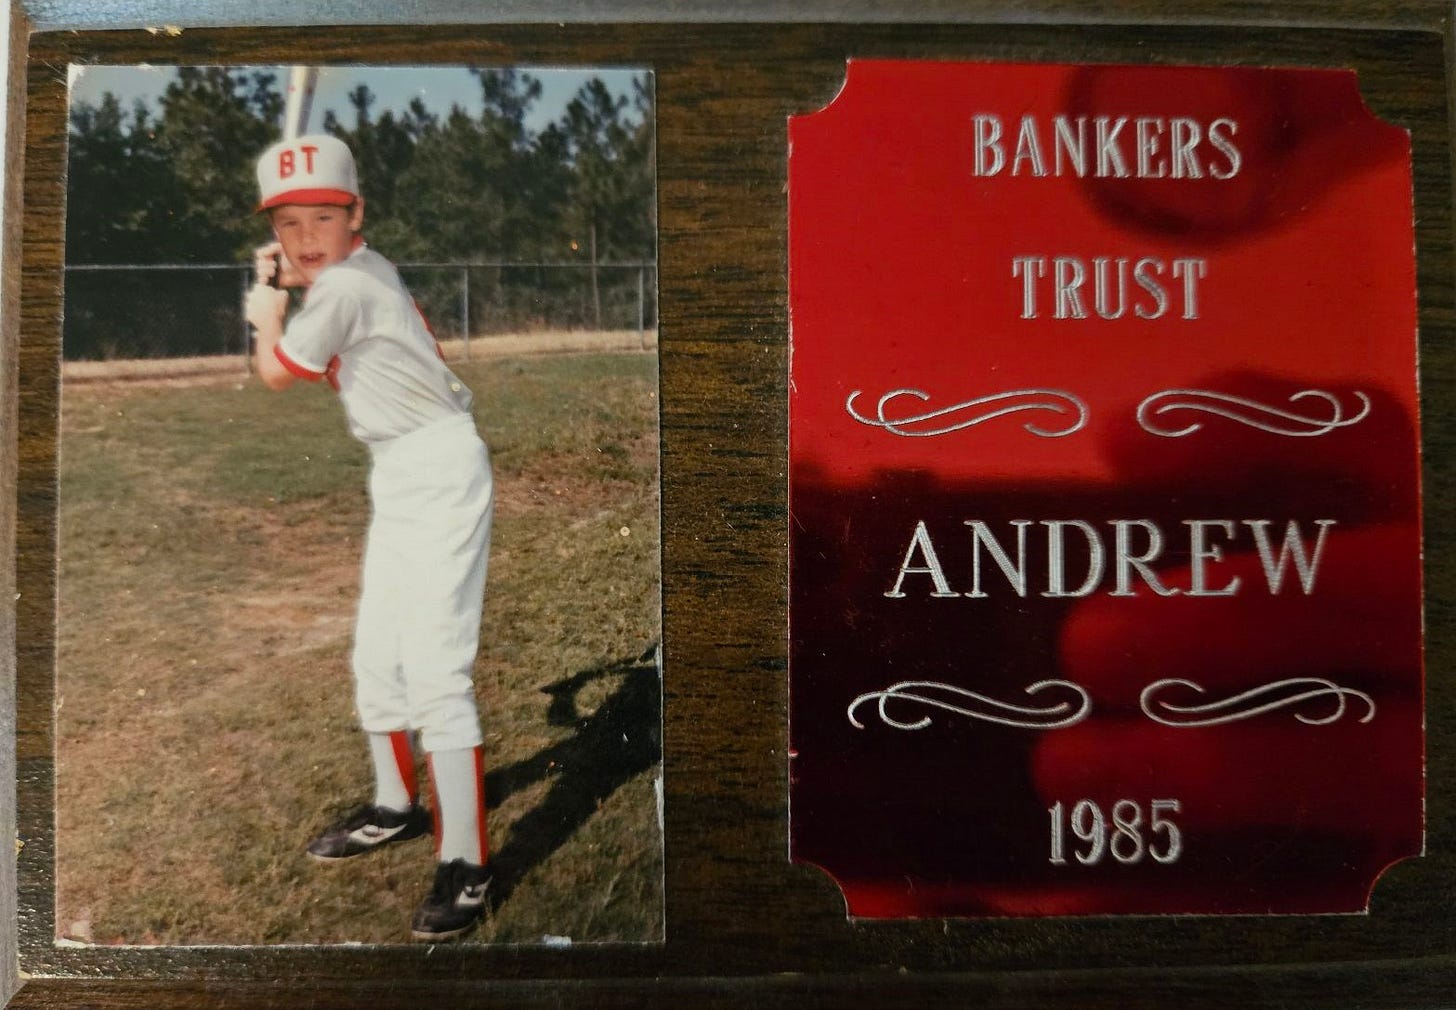 BT
BANKERS
TRUST
ANDREW
1985